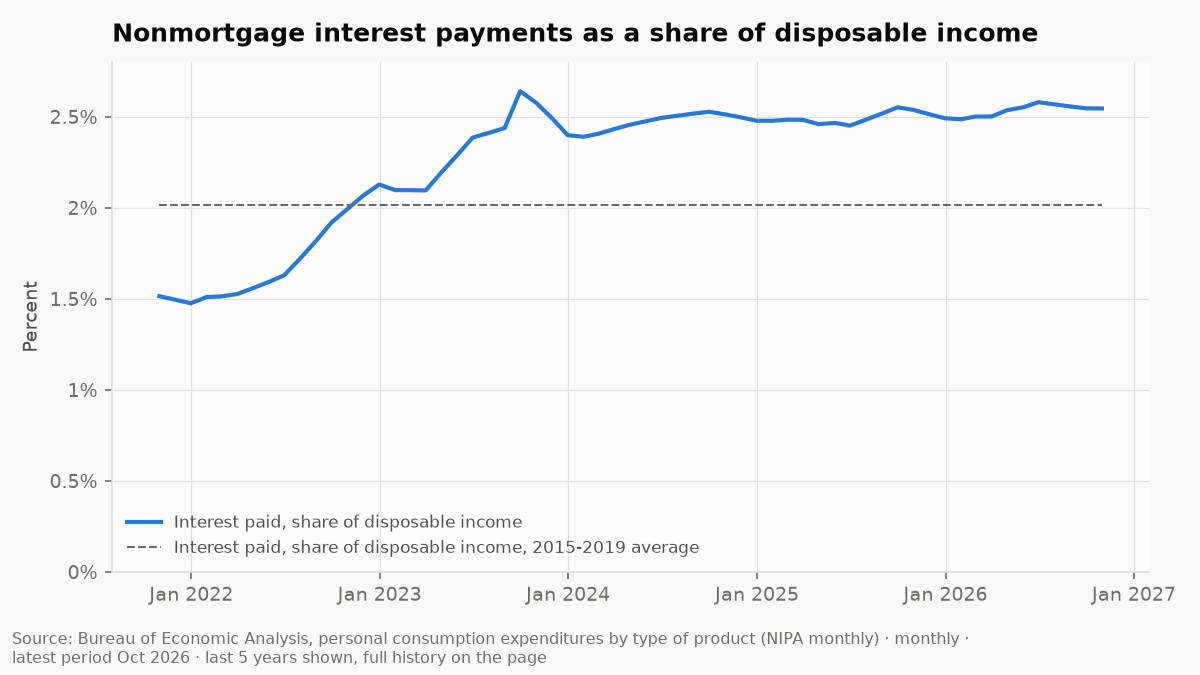 Nonmortgage interest payments as a share of disposable income
Percent
2.5%
2%
1.5%
1%
0.5%
0%
Interest paid, share of disposable income
Interest paid, share of disposable income, 2015-2019 average
Jan 2022
Jan 2023
Jan 2024
Jan 2025
Jan 2026
Jan 2027
Source: Bureau of Economic Analysis, personal consumption expenditures by type of product (NIPA monthly) · monthly ·
latest period Oct 2026 · last 5 years shown, full history on the page